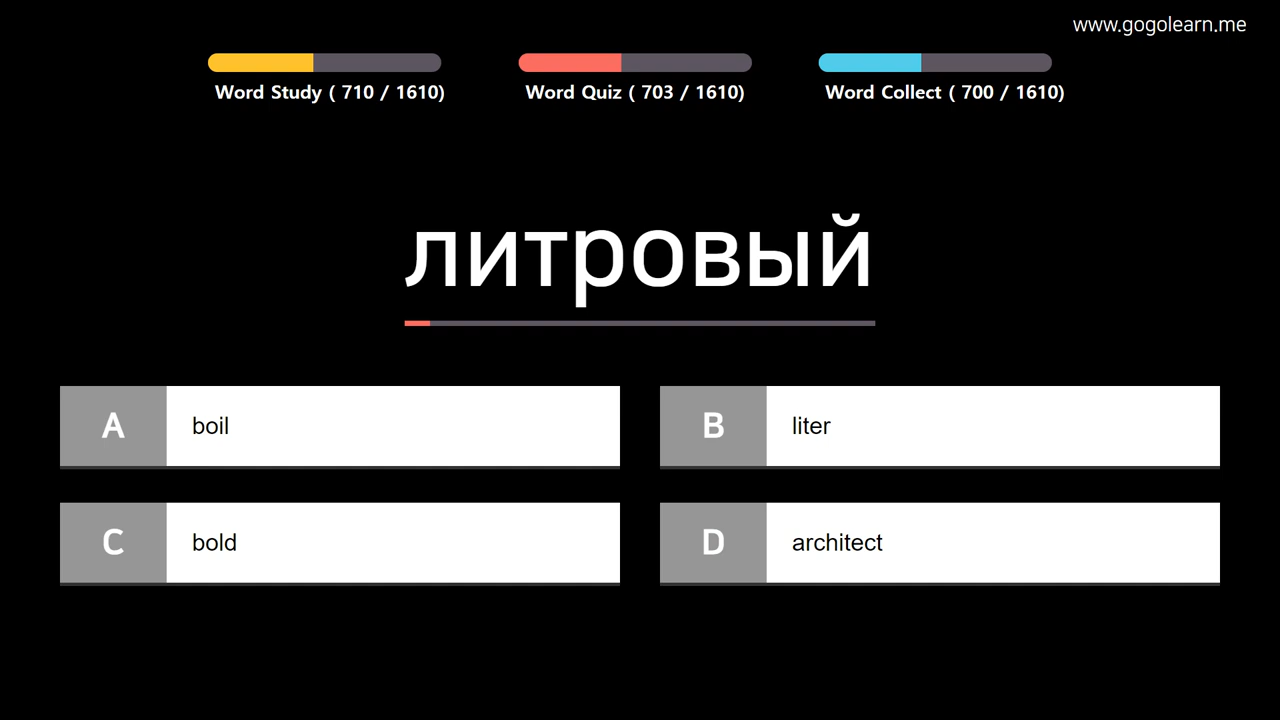 www.gogolearn.me
Word Study ( 710 / 1610)
Word Quiz ( 703 / 1610)
Word Collect ( 700 / 1610)
литровый
A
boil
B
liter
C
bold
D
architect